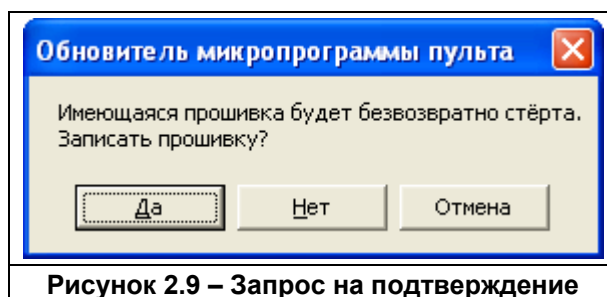 Обновитель микропрограммы пульта
Имеющаяся прошивка будет безвозвратно стёрта.
Записать прошивку?
Да
Нет
Отмена
Рисунок 2.9 – Запрос на подтверждение